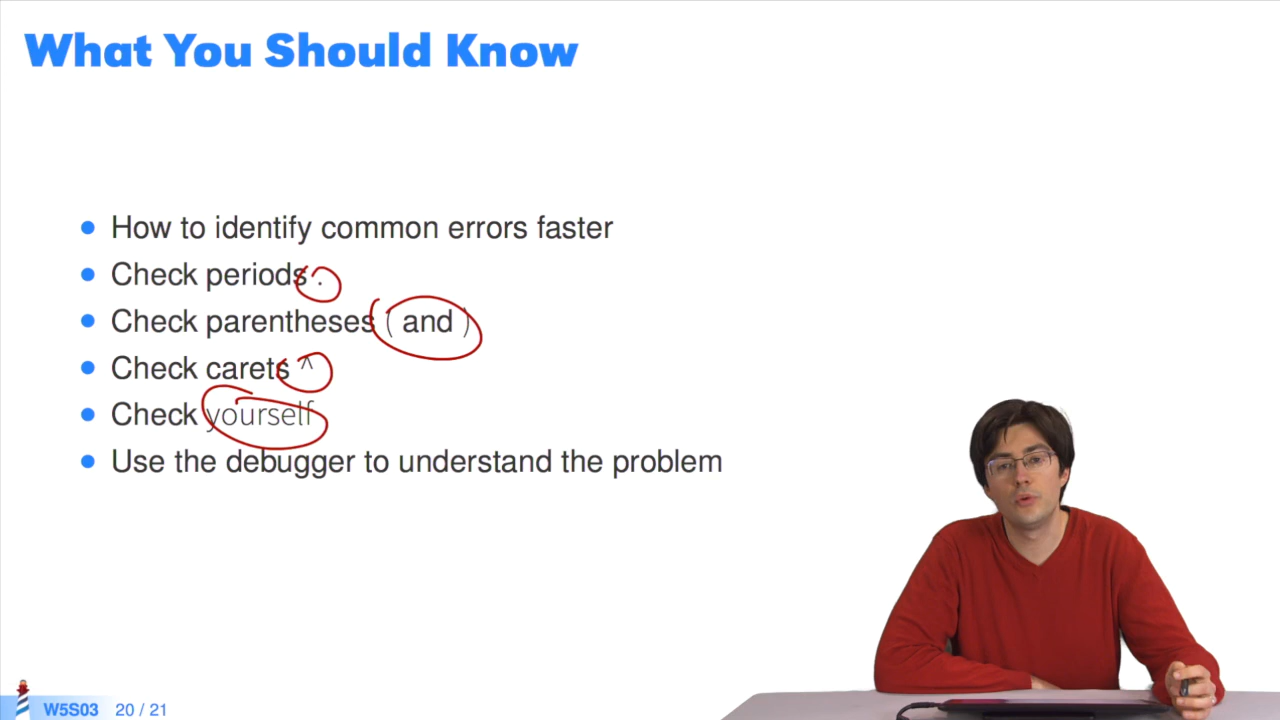 What You Should Know
How to identify common errors faster
Check periods .
Check parentheses ( and )
Check carets ^
Check yourself
Use the debugger to understand the problem
W5S03 20 / 21